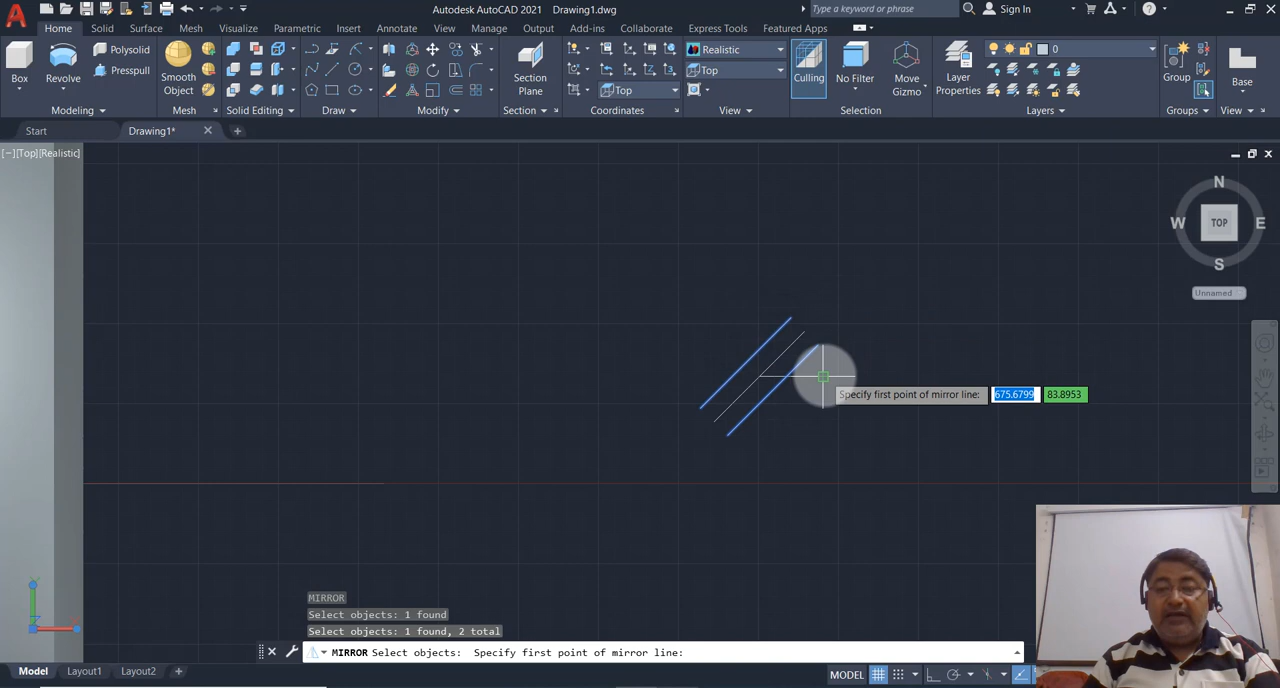 Autodesk AutoCAD 2021 Drawing1.dwg
Type a keyword or phrase
Sign In
Home Solid Surface Mesh Visualize Parametric Insert Annotate View Manage Output Add-ins Collaborate Express Tools Featured Apps
Box
Revolve
Polysolid
Presspull
Smooth Object
Section Plane
Top
Realistic
Top
Culling
No Filter
Move Gizmo
Layer Properties
0
Group
Base
Modeling Mesh Solid Editing Draw Modify Section Coordinates View Selection Layers Groups View
Start Drawing1*
[−][Top][Realistic]
N
W TOP E
S
Unnamed
Specify first point of mirror line: 675.6799 83.8953
Y
MIRROR
Select objects: 1 found
Select objects: 1 found, 2 total
MIRROR Select objects: Specify first point of mirror line:
Model Layout1 Layout2
MODEL